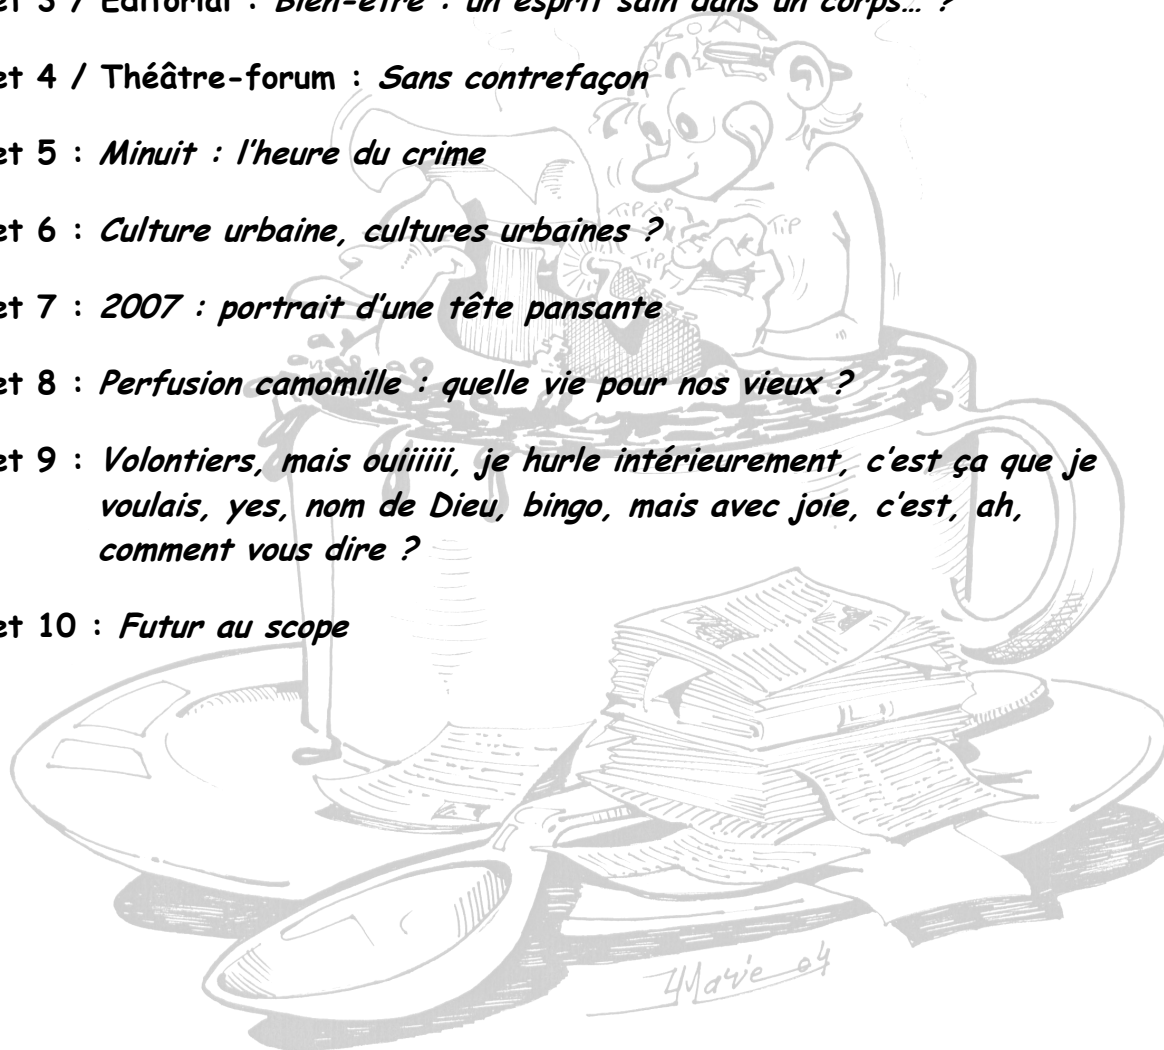 et 3 / Editorial : Bien-être : un esprit sain dans un corps… ?
et 4 / Théâtre-forum : Sans contrefaçon
et 5 : Minuit : l'heure du crime
TIP TIP
TIP
TIP
et 6 : Culture urbaine, cultures urbaines ?
et 7 : 2007 : portrait d'une tête pansante
et 8 : Perfusion camomille : quelle vie pour nos vieux ?
et 9 : Volontiers, mais ouiiiiii, je hurle intérieurement, c'est ça que je
voulais, yes, nom de Dieu, bingo, mais avec joie, c'est, ah,
comment vous dire ?
et 10 : Futur au scope
Marie 04